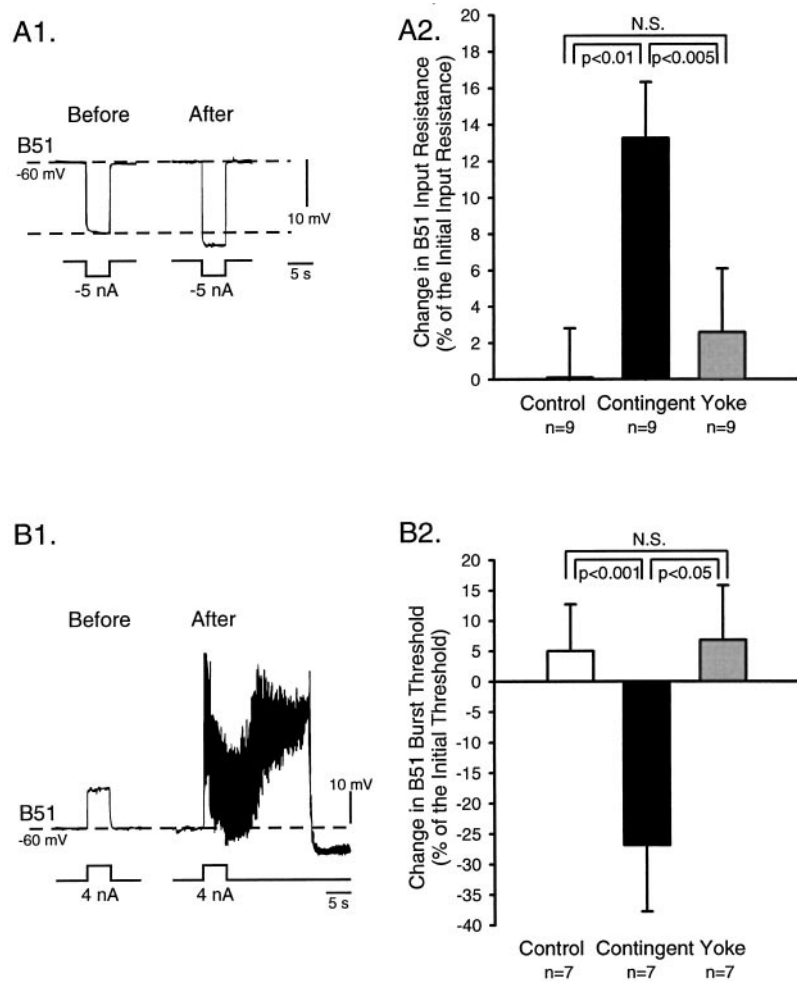 A1.
Before After
B51
-60 mV
10 mV
5 s
-5 nA -5 nA
A2.
N.S.
p<0.01 p<0.005
Change in B51 Input Resistance
(% of the Initial Input Resistance)
18
16
14
12
10
8
6
4
2
0
Control Contingent Yoke
n=9 n=9 n=9
B1.
Before After
B51
-60 mV
10 mV
4 nA 4 nA
5 s
B2.
N.S.
p<0.001 p<0.05
Change in B51 Burst Threshold
(% of the Initial Threshold)
20
15
10
5
0
-5
-10
-15
-20
-25
-30
-35
-40
Control Contingent Yoke
n=7 n=7 n=7